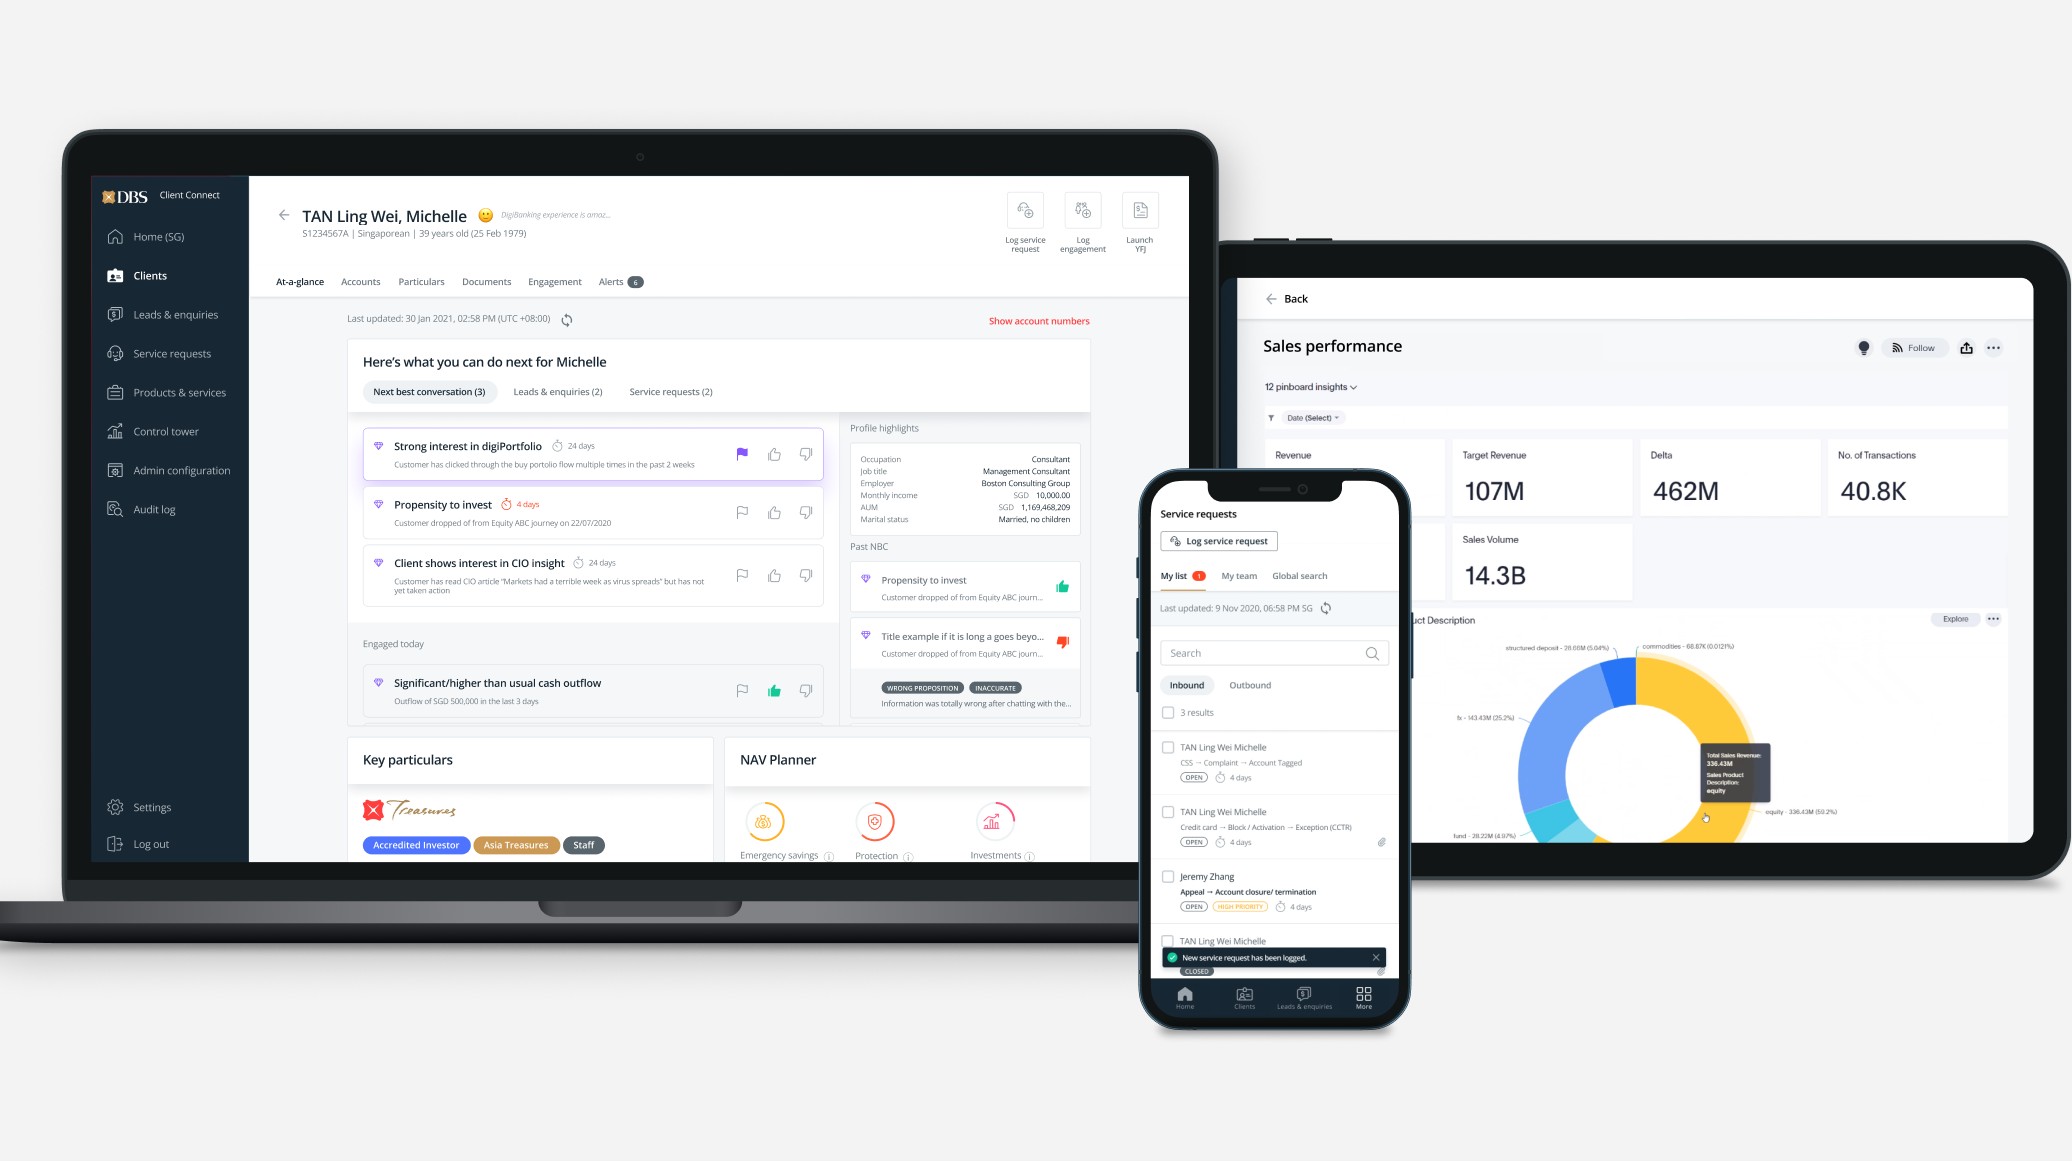 DBS Client Connect
Home (SG)
Clients
Leads & enquiries
Service requests
Products & services
Control tower
Admin configuration
Audit log
Settings
Log out
TAN Ling Wei, Michelle
DigiBanking experience is amaz...
S1234567A | Singaporean | 39 years old (25 Feb 1979)
Log service
request
Log
engagement
Launch
YFJ
At-a-glance Accounts Particulars Documents Engagement Alerts 6
Last updated: 30 Jan 2021, 02:58 PM (UTC +08:00)
Show account numbers
Here's what you can do next for Michelle
Next best conversation (3) Leads & enquiries (2) Service requests (2)
Strong interest in digiPortfolio 24 days
Customer has clicked through the buy portolio flow multiple times in the past 2 weeks
Propensity to invest 4 days
Customer dropped of from Equity ABC journey on 22/07/2020
Client shows interest in CIO insight 24 days
Customer has read CIO article "Markets had a terrible week as virus spreads" but has not
yet taken action
Engaged today
Significant/higher than usual cash outflow
Outflow of SGD 500,000 in the last 3 days
Profile highlights
Occupation Consultant
Job title Management Consultant
Employer Boston Consulting Group
Monthly income SGD 10,000.00
AUM SGD 1,169,468,209
Marital status Married, no children
Past NBC
Propensity to invest
Customer dropped of from Equity ABC journ...
Title example if it is long a goes beyo...
Customer dropped of from Equity ABC journ...
WRONG PROPOSITION INACCURATE
Information was totally wrong after chatting with the...
Key particulars
Treasures
Accredited Investor Asia Treasures Staff
NAV Planner
Emergency savings Protection Investments
Service requests
Log service request
My list 1 My team Global search
Last updated: 9 Nov 2020, 06:58 PM SG
Search
Inbound Outbound
3 results
TAN Ling Wei Michelle
CSS → Complaint → Account Tagged
OPEN 4 days
TAN Ling Wei Michelle
Credit card → Block / Activation → Exception (CCTR)
OPEN 4 days
Jeremy Zhang
Appeal → Account closure/ termination
OPEN HIGH PRIORITY 4 days
TAN Ling Wei Michelle
New service request has been logged.
CLOSED
Home Clients Leads & enquiries More
Back
Sales performance
Follow
12 pinboard insights
Date (Select)
Revenue
Target Revenue
107M
Delta
462M
No. of Transactions
40.8K
Sales Volume
14.3B
uct Description
Explore
structured deposit - 28.66M (5.04%)
commodities - 68.87K (0.0121%)
fx - 143.43M (25.2%)
Total Sales Revenue:
336.43M
Sales Product
Description:
equity
equity - 336.43M (59.2%)
fund - 28.22M (4.97%)